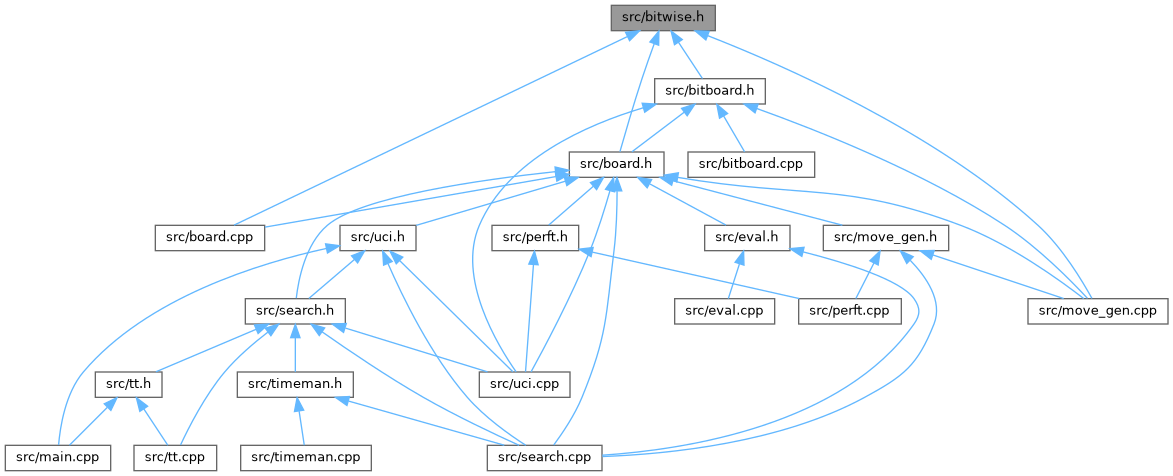 src/bitwise.h
src/bitboard.h
src/board.h
src/bitboard.cpp
src/board.cpp
src/uci.h
src/perft.h
src/eval.h
src/move_gen.h
src/search.h
src/eval.cpp
src/perft.cpp
src/move_gen.cpp
src/tt.h
src/timeman.h
src/uci.cpp
src/main.cpp
src/tt.cpp
src/timeman.cpp
src/search.cpp